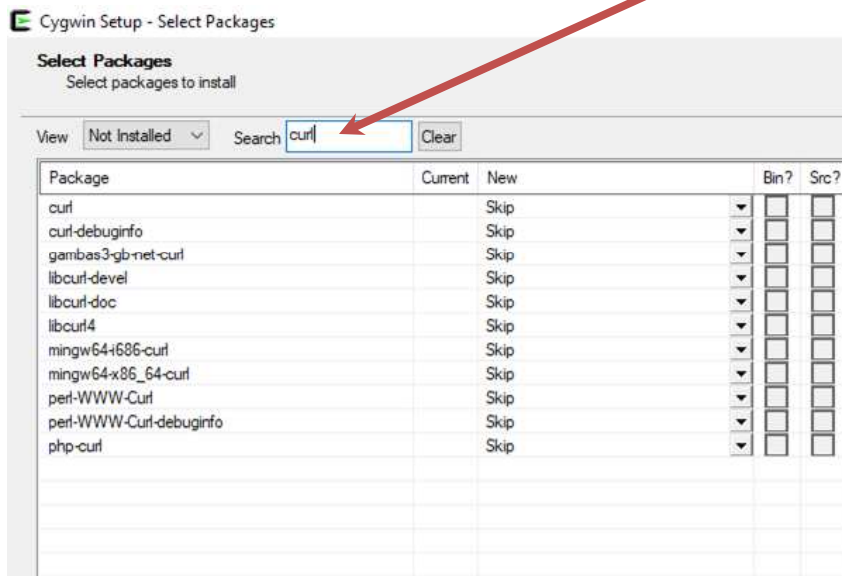 Cygwin Setup - Select Packages
Select Packages
Select packages to install
View Not Installed Search curl Clear
Package Current New Bin? Src?
curl Skip
curl-debuginfo Skip
gambas3-gb-net-curl Skip
libcurl-devel Skip
libcurl-doc Skip
libcurl4 Skip
mingw64-i686-curl Skip
mingw64-x86_64-curl Skip
perl-WWW-Curl Skip
perl-WWW-Curl-debuginfo Skip
php-curl Skip